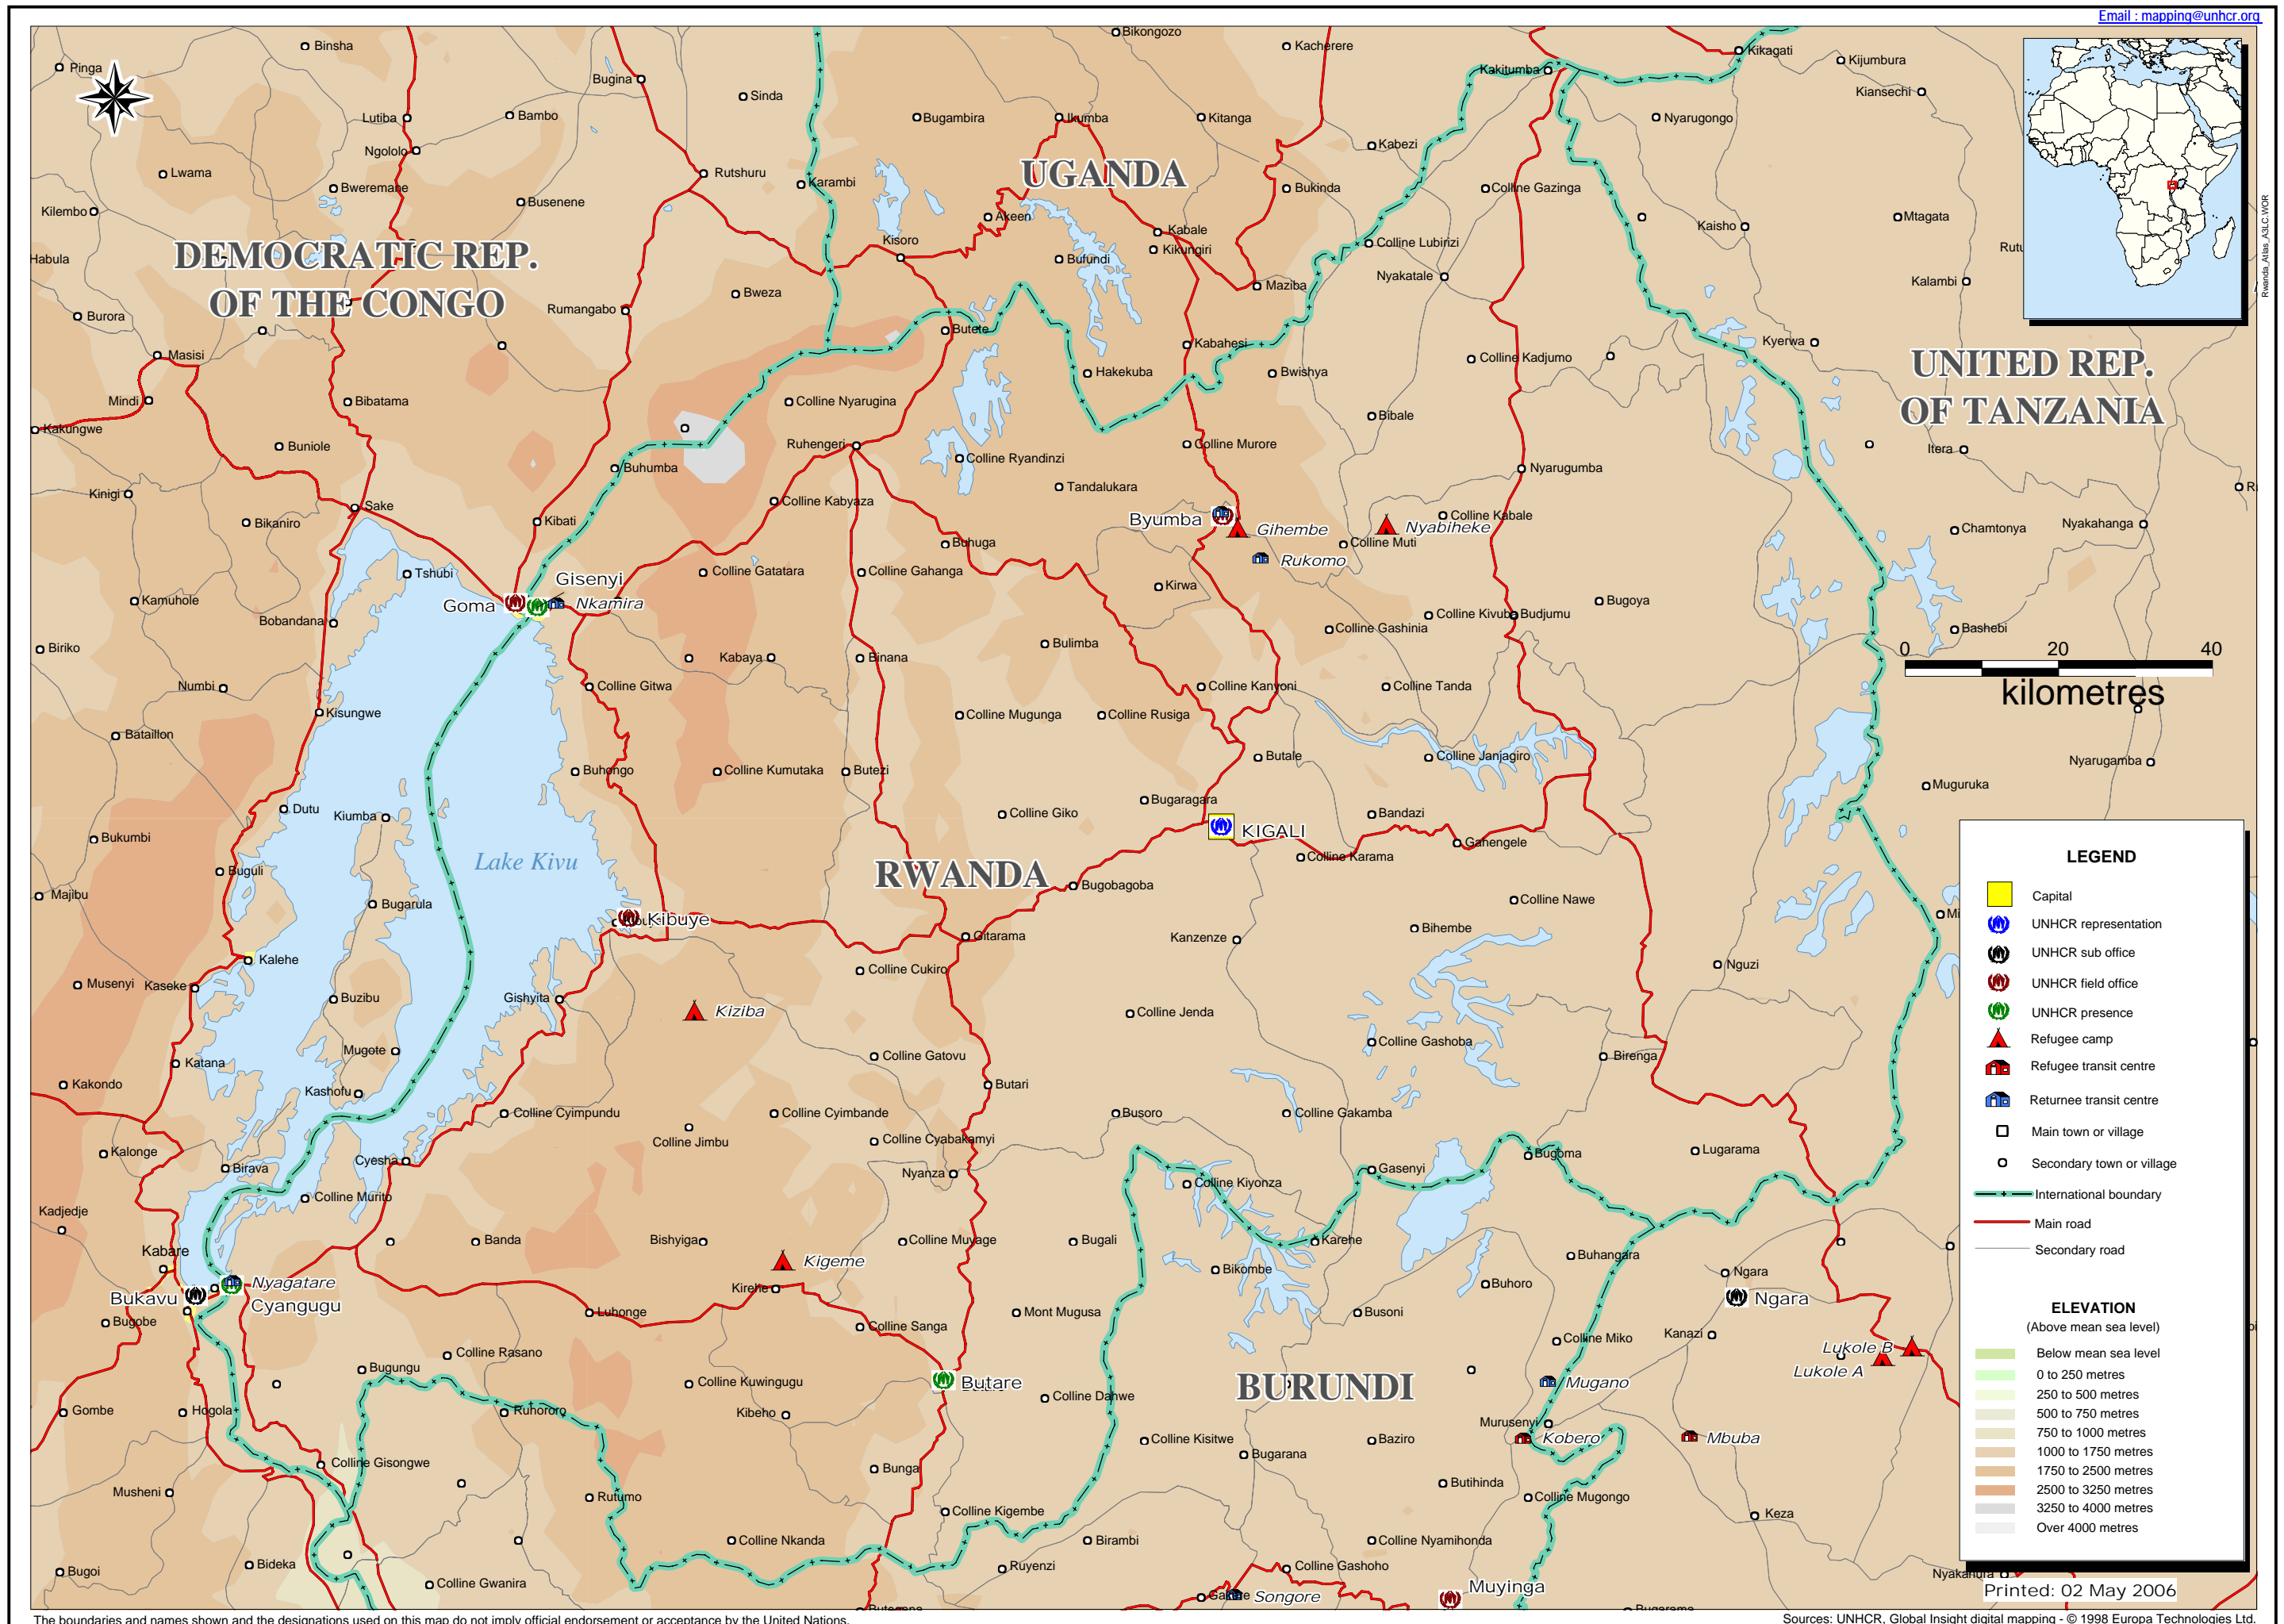 Email : mapping@unhcr.org
Rwanda_Atlas_A3LC.WOR
Bikongozo
Binsha
Kacherere
Kikagati
Pinga
Kijumbura
Kakitumba
Bugina
Sinda
Kiansechi
Lutiba
Bambo
Bugambira
Ikumba
Kitanga
Nyarugongo
Ngololo
Kabezi
Lwama
Rutshuru
UGANDA
Bweremane
Karambi
Bukinda
Colline Gazinga
Busenene
Kilembo
Akeen
Mtagata
Kaisho
Kabale
Kisoro
Colline Lubirizi
Kikungiri
DEMOCRATIC REP.
OF THE CONGO
Habula
Bufundi
Nyakatale
Kalambi
Maziba
Bweza
Rumangabo
Burora
Butete
Kabahesi
Kyerwa
Masisi
Colline Kadjumo
UNITED REP.
OF TANZANIA
Hakekuba
Bwishya
Mindi
Bibatama
Colline Nyarugina
Bibale
Kakungwe
Buniole
Ruhengeri
Colline Murore
Itera
Colline Ryandinzi
Buhumba
Nyarugumba
Tandalukara
Kinigi
Colline Kabyaza
Sake
Byumba
Gihembe
Nyabiheke
Colline Kabale
Bikaniro
Kibati
Chamtonya
Nyakahanga
Buhuga
Colline Muti
Rukomo
Tshubi
Gisenyi
Colline Gatatara
Colline Gahanga
Kirwa
Goma
Nkamira
Kamuhole
Bugoya
Colline Kivuba
Budjumu
Bobandana
Colline Gashinia
Bashebi
Biriko
Bulimba
0 20 40
kilometres
Kabaya
Binana
Numbi
Colline Gitwa
Colline Kanyoni
Colline Tanda
Kisungwe
Colline Mugunga
Colline Rusiga
Bataillon
Butale
Colline Janjagiro
Nyarugamba
Buhongo
Colline Kumutaka
Butezi
Muguruka
Bugaragara
Dutu
Kiumba
Colline Giko
Bandazi
KIGALI
Bukumbi
Gahengele
Lake Kivu
RWANDA
Colline Karama
Buguli
Bugobagoba
Majibu
Bugarula
Colline Nawe
Kibuye
Bihembe
Gitarama
Kanzenze
Kalehe
Colline Cukiro
Nguzi
Musenyi
Kaseke
Buzibu
Gishyita
Kiziba
Colline Jenda
Mugote
Colline Gatovu
Colline Gashoba
Katana
Birenga
Kakondo
Kashofu
Butari
Colline Cyimpundu
Colline Cyimbande
Busoro
Colline Gakamba
Colline Jimbu
Colline Cyabakamyi
Kalonge
Cyesha
Bugoma
Lugarama
Birava
Nyanza
Gasenyi
Colline Kiyonza
Colline Murito
Kadjedje
Banda
Bishyiga
Colline Muyage
Bugali
Karehe
Kabare
Kigeme
Buhangara
Bikombe
Ngara
Nyagatare
Kirehe
Buhoro
Bukavu
Cyangugu
Ngara
Luhonge
Mont Mugusa
Busoni
Bugobe
Colline Sanga
Kanazi
Colline Miko
Lukole B
Colline Rasano
Bugungu
Lukole A
Butare
Colline Kuwingugu
BURUNDI
Mugano
Colline Dahwe
Gombe
Hogola
Ruhororo
Kibeho
Murusenyi
Colline Kisitwe
Baziro
Kobero
Mbuba
Bugarana
Colline Gisongwe
Bunga
Butihinda
Musheni
Rutumo
Colline Mugongo
Colline Kigembe
Keza
Colline Nkanda
Birambi
Colline Nyamihonda
Bideka
Ruyenzi
Colline Gashoho
Bugoi
Colline Gwanira
Nyakahura
Muyinga
Songore
Bugarama
LEGEND
Capital
UNHCR representation
UNHCR sub office
UNHCR field office
UNHCR presence
Refugee camp
Refugee transit centre
Returnee transit centre
Main town or village
Secondary town or village
International boundary
Main road
Secondary road
ELEVATION
(Above mean sea level)
Below mean sea level
0 to 250 metres
250 to 500 metres
500 to 750 metres
750 to 1000 metres
1000 to 1750 metres
1750 to 2500 metres
2500 to 3250 metres
3250 to 4000 metres
Over 4000 metres
Printed: 02 May 2006
The boundaries and names shown and the designations used on this map do not imply official endorsement or acceptance by the United Nations.
Sources: UNHCR, Global Insight digital mapping - © 1998 Europa Technologies Ltd.